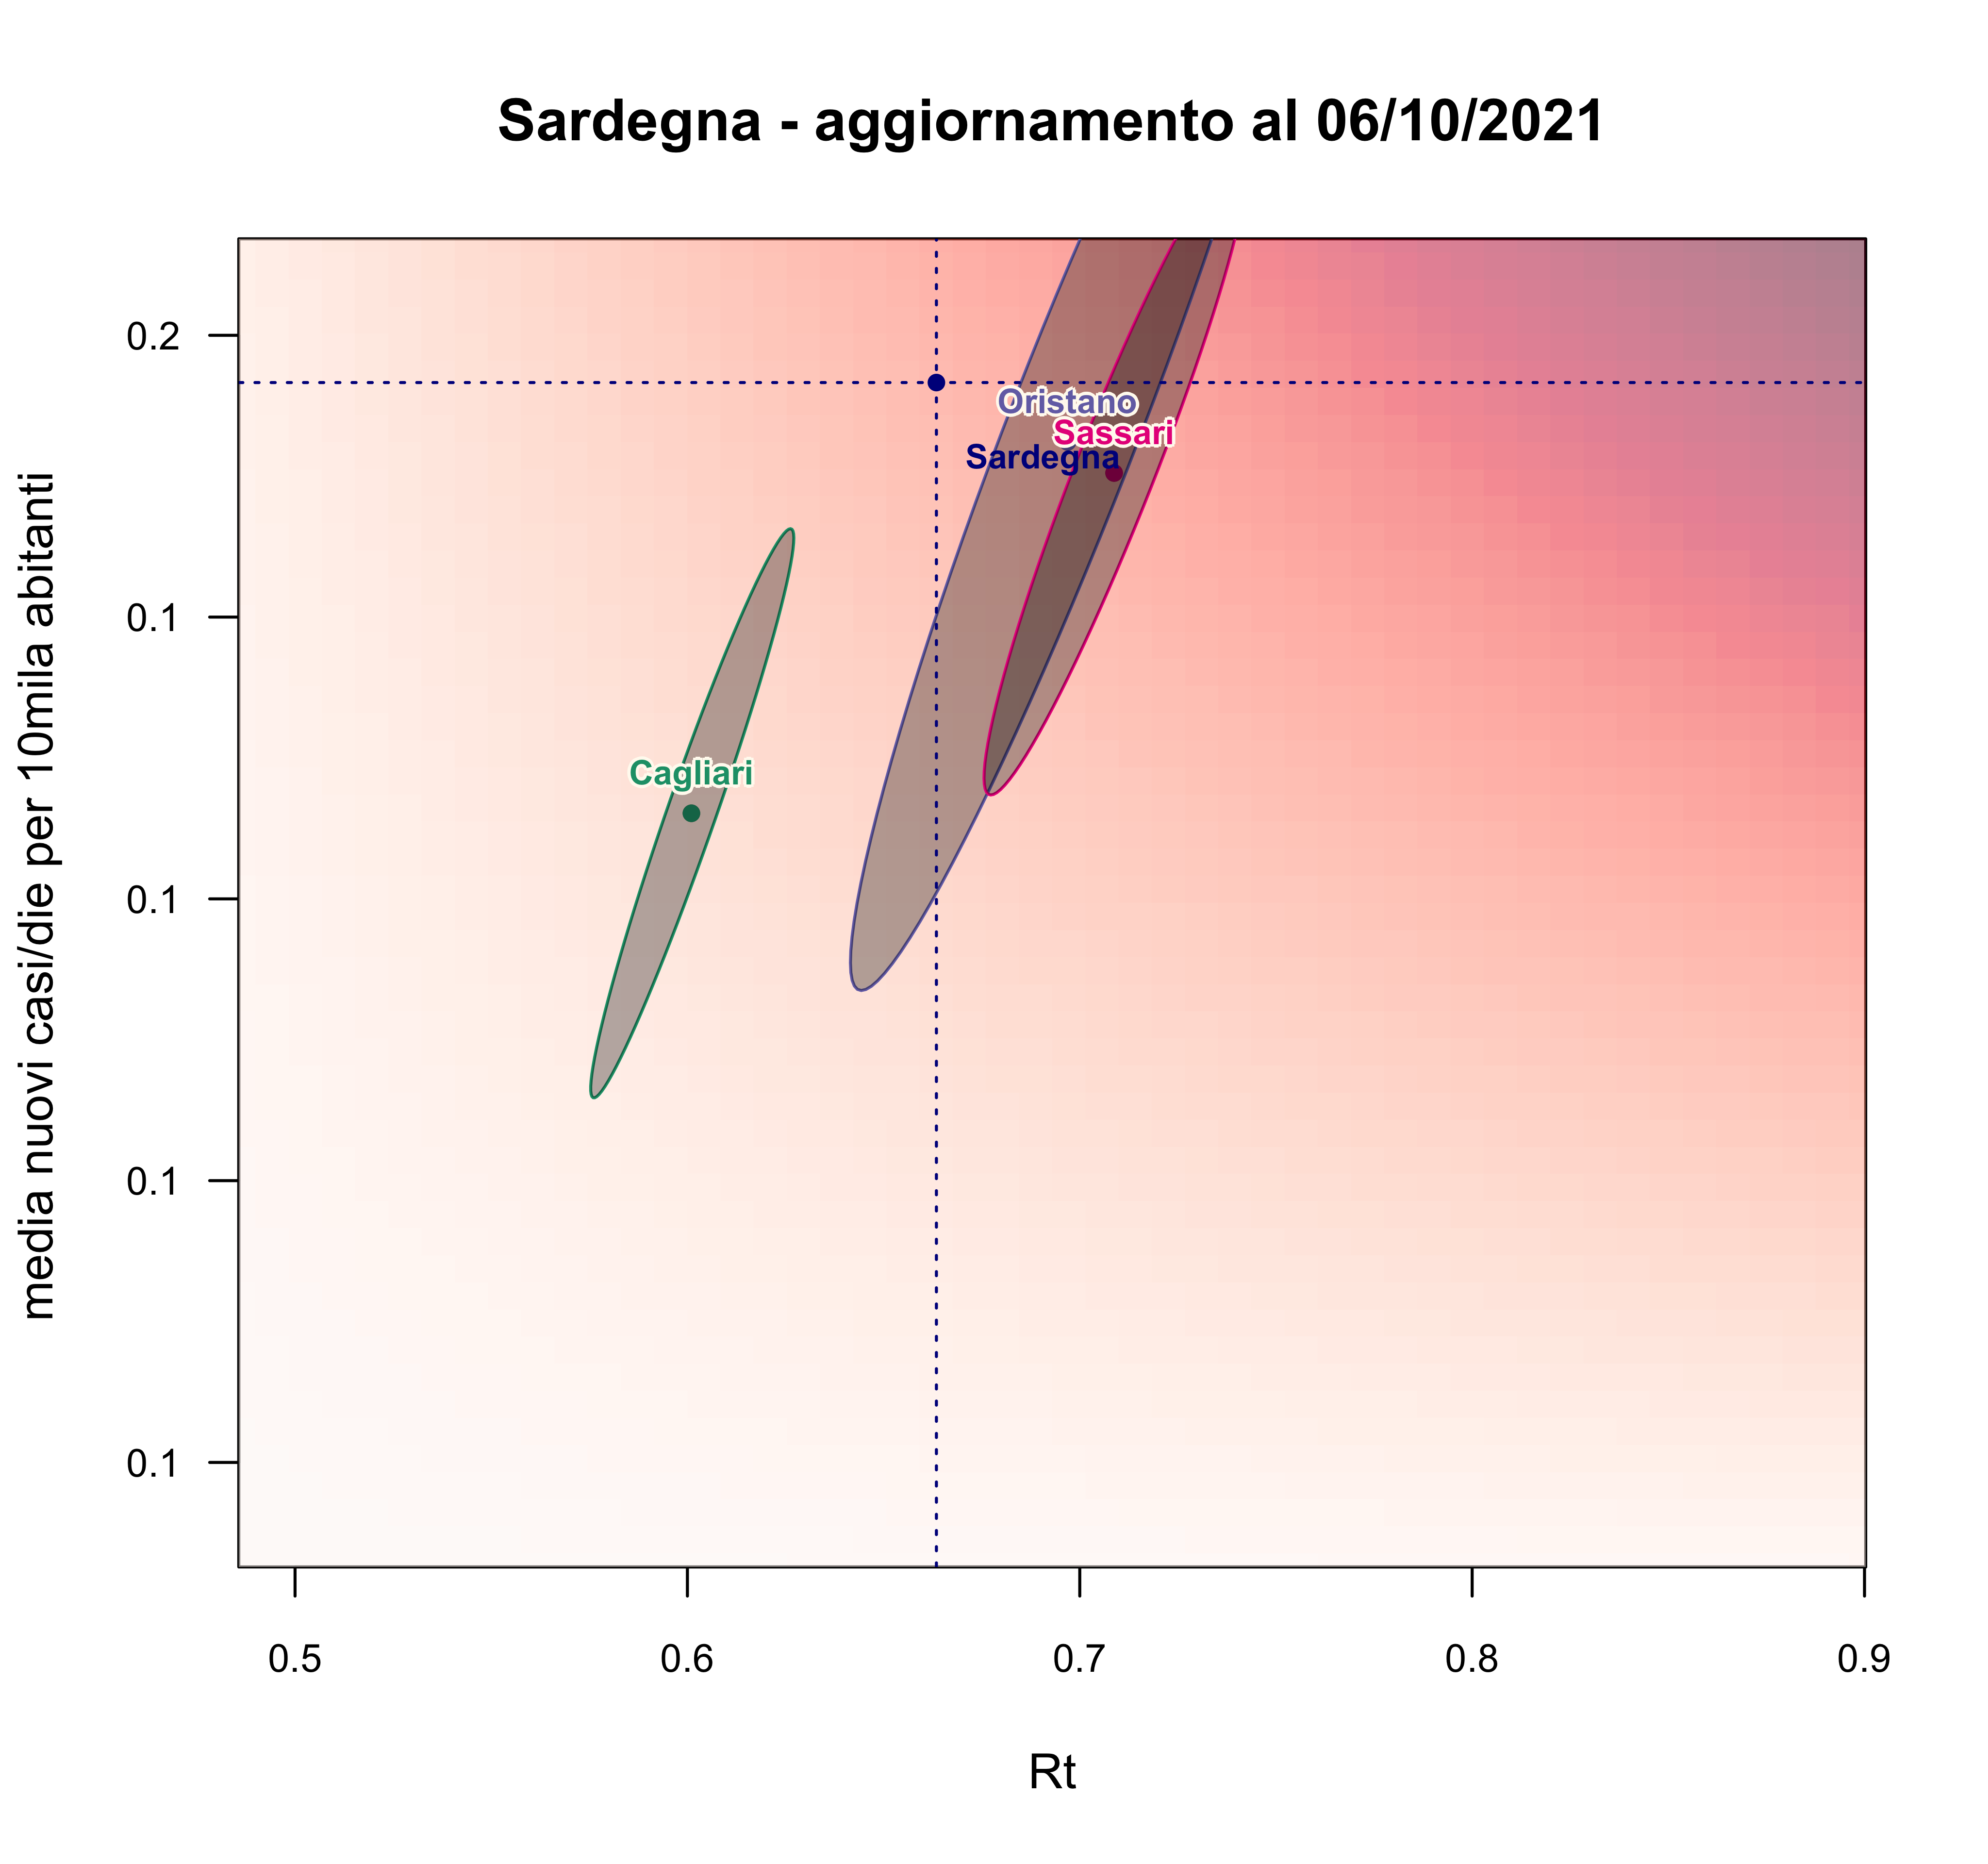 Sardegna - aggiornamento al 06/10/2021
media nuovi casi/die per 10mila abitanti
0.2
0.1
0.1
0.1
0.1
Oristano
Sassari
Sardegna
Cagliari
0.5 0.6 0.7 0.8 0.9
Rt